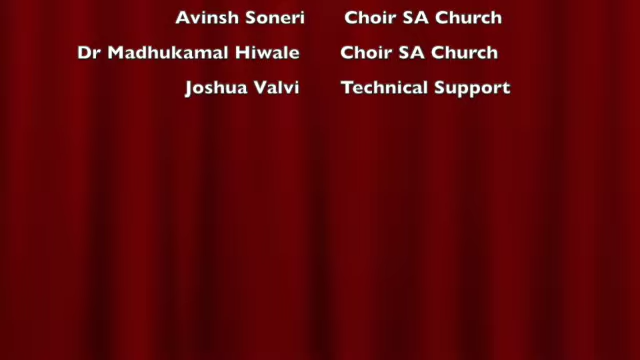 Avinsh Soneri Choir SA Church
Dr Madhukamal Hiwale Choir SA Church
Joshua Valvi Technical Support